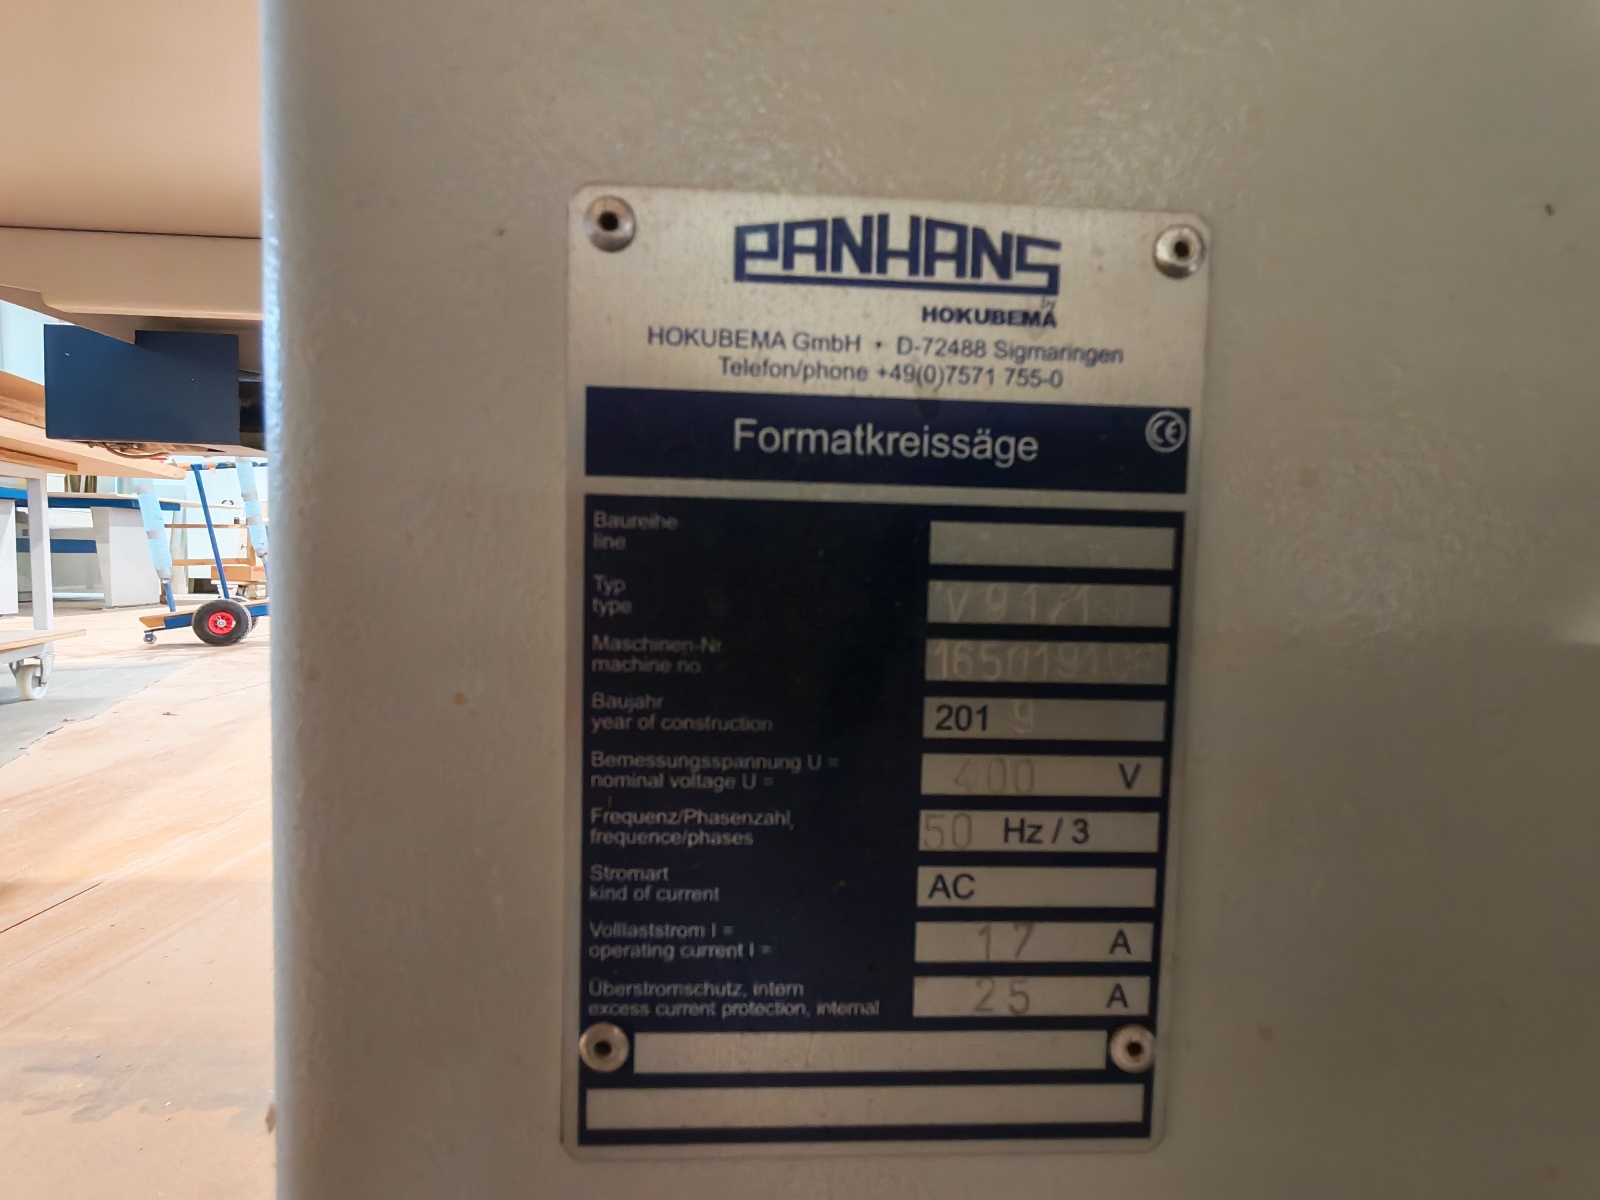 PANHANS
by
HOKUBEMA
HOKUBEMA GmbH • D-72488 Sigmaringen
Telefon/phone +49(0)7571 755-0
Formatkreissäge CE
Baureihe
line
Typ
type
Maschinen-Nr.
machine no
Baujahr
year of construction
201 9
Bemessungsspannung U =
nominal voltage U =
400 V
Frequenz/Phasenzahl,
frequence/phases
50 Hz / 3
Stromart
kind of current
AC
Volllaststrom I =
operating current I =
17 A
Überstromschutz, intern
excess current protection, internal
25 A